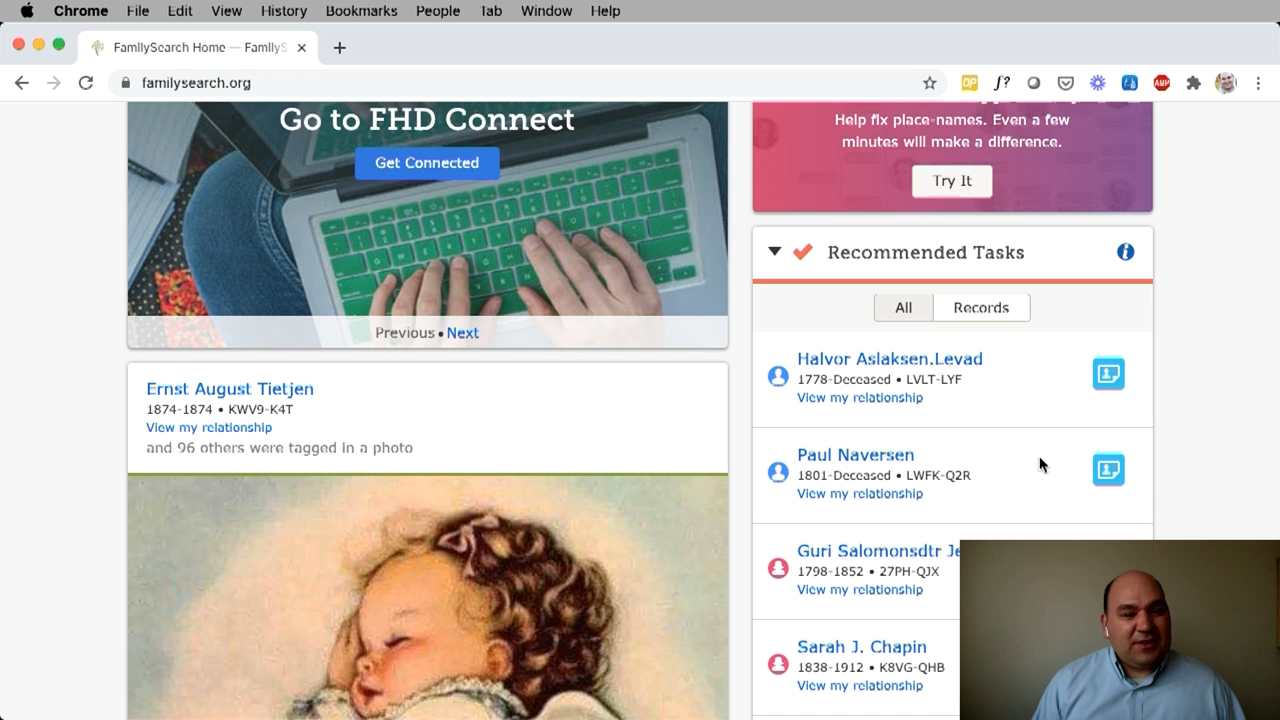 Chrome File Edit View History Bookmarks People Tab Window Help
FamilySearch Home — FamilyS
familysearch.org
Go to FHD Connect
Get Connected
Previous • Next
Ernst August Tietjen
1874-1874 • KWV9-K4T
View my relationship
and 96 others were tagged in a photo
Help fix place-names. Even a few
minutes will make a difference.
Try It
Recommended Tasks
All Records
Halvor Aslaksen.Levad
1778-Deceased • LVLT-LYF
View my relationship
Paul Naversen
1801-Deceased • LWFK-Q2R
View my relationship
Guri Salomonsdtr Je
1798-1852 • 27PH-QJX
View my relationship
Sarah J. Chapin
1838-1912 • K8VG-QHB
View my relationship